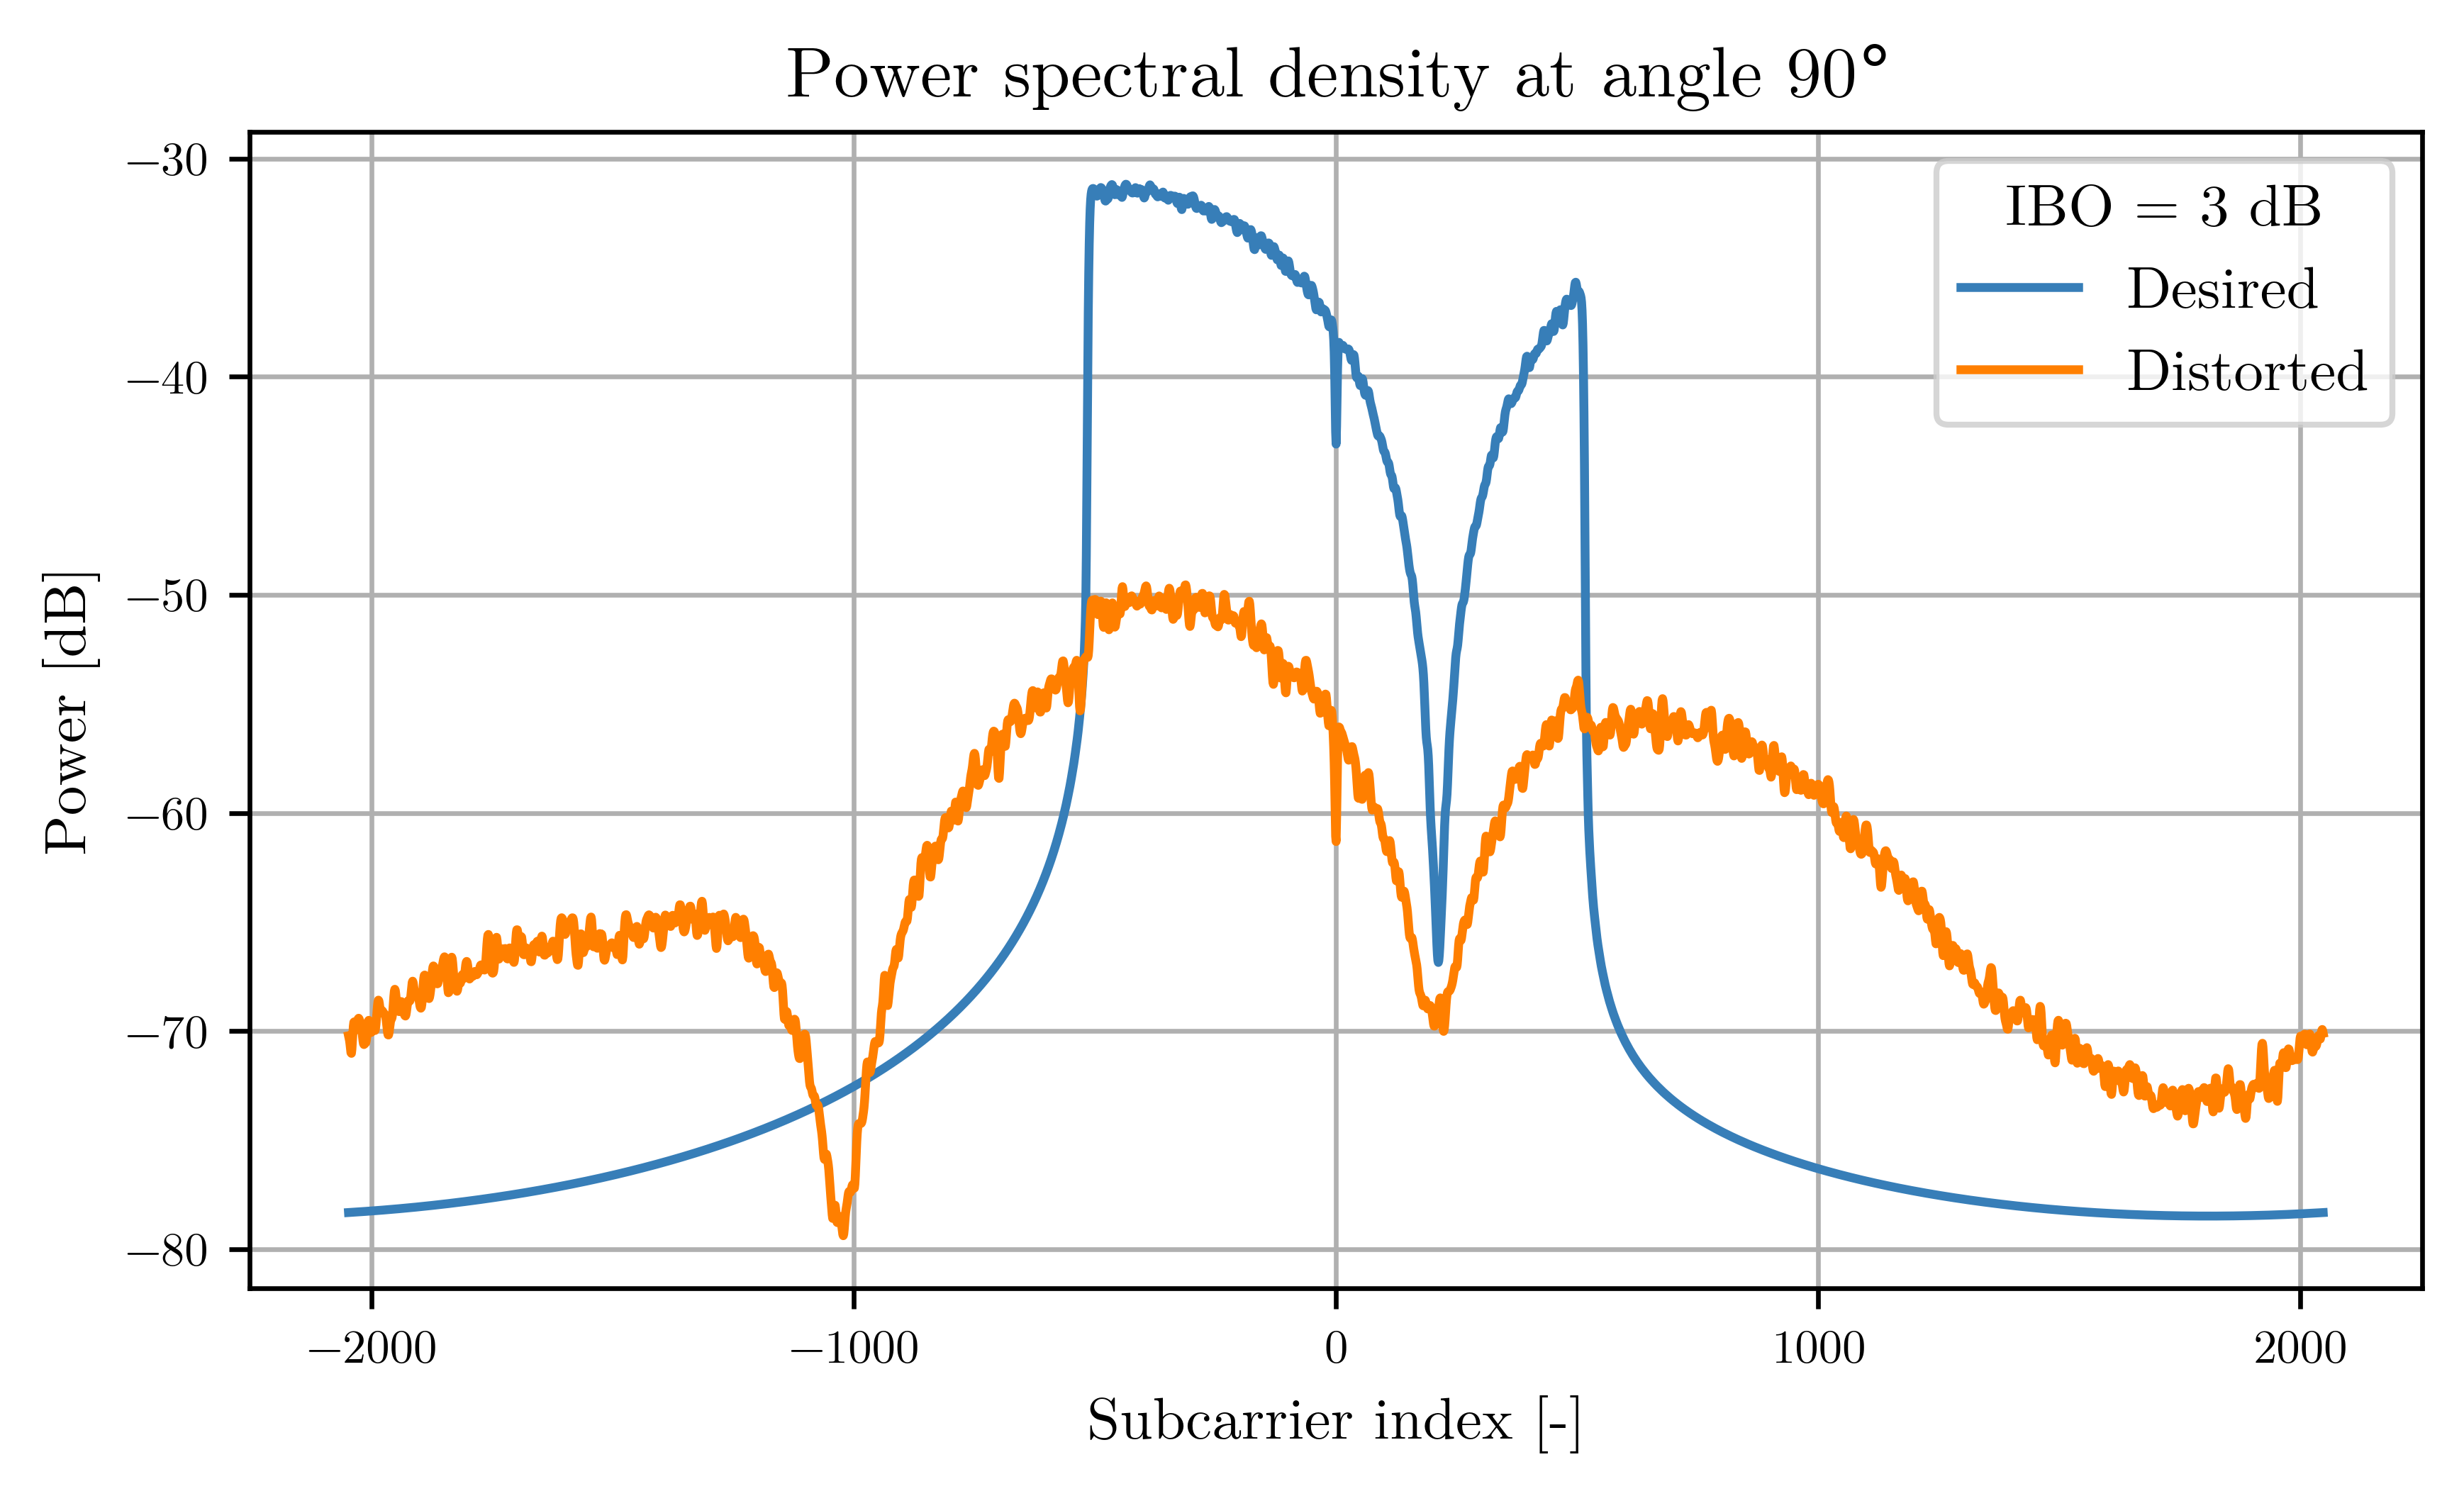 Power spectral density at angle 90°
Power [dB]
−30
−40
−50
−60
−70
−80
IBO = 3 dB
Desired
Distorted
−2000 −1000 0 1000 2000
Subcarrier index [-]